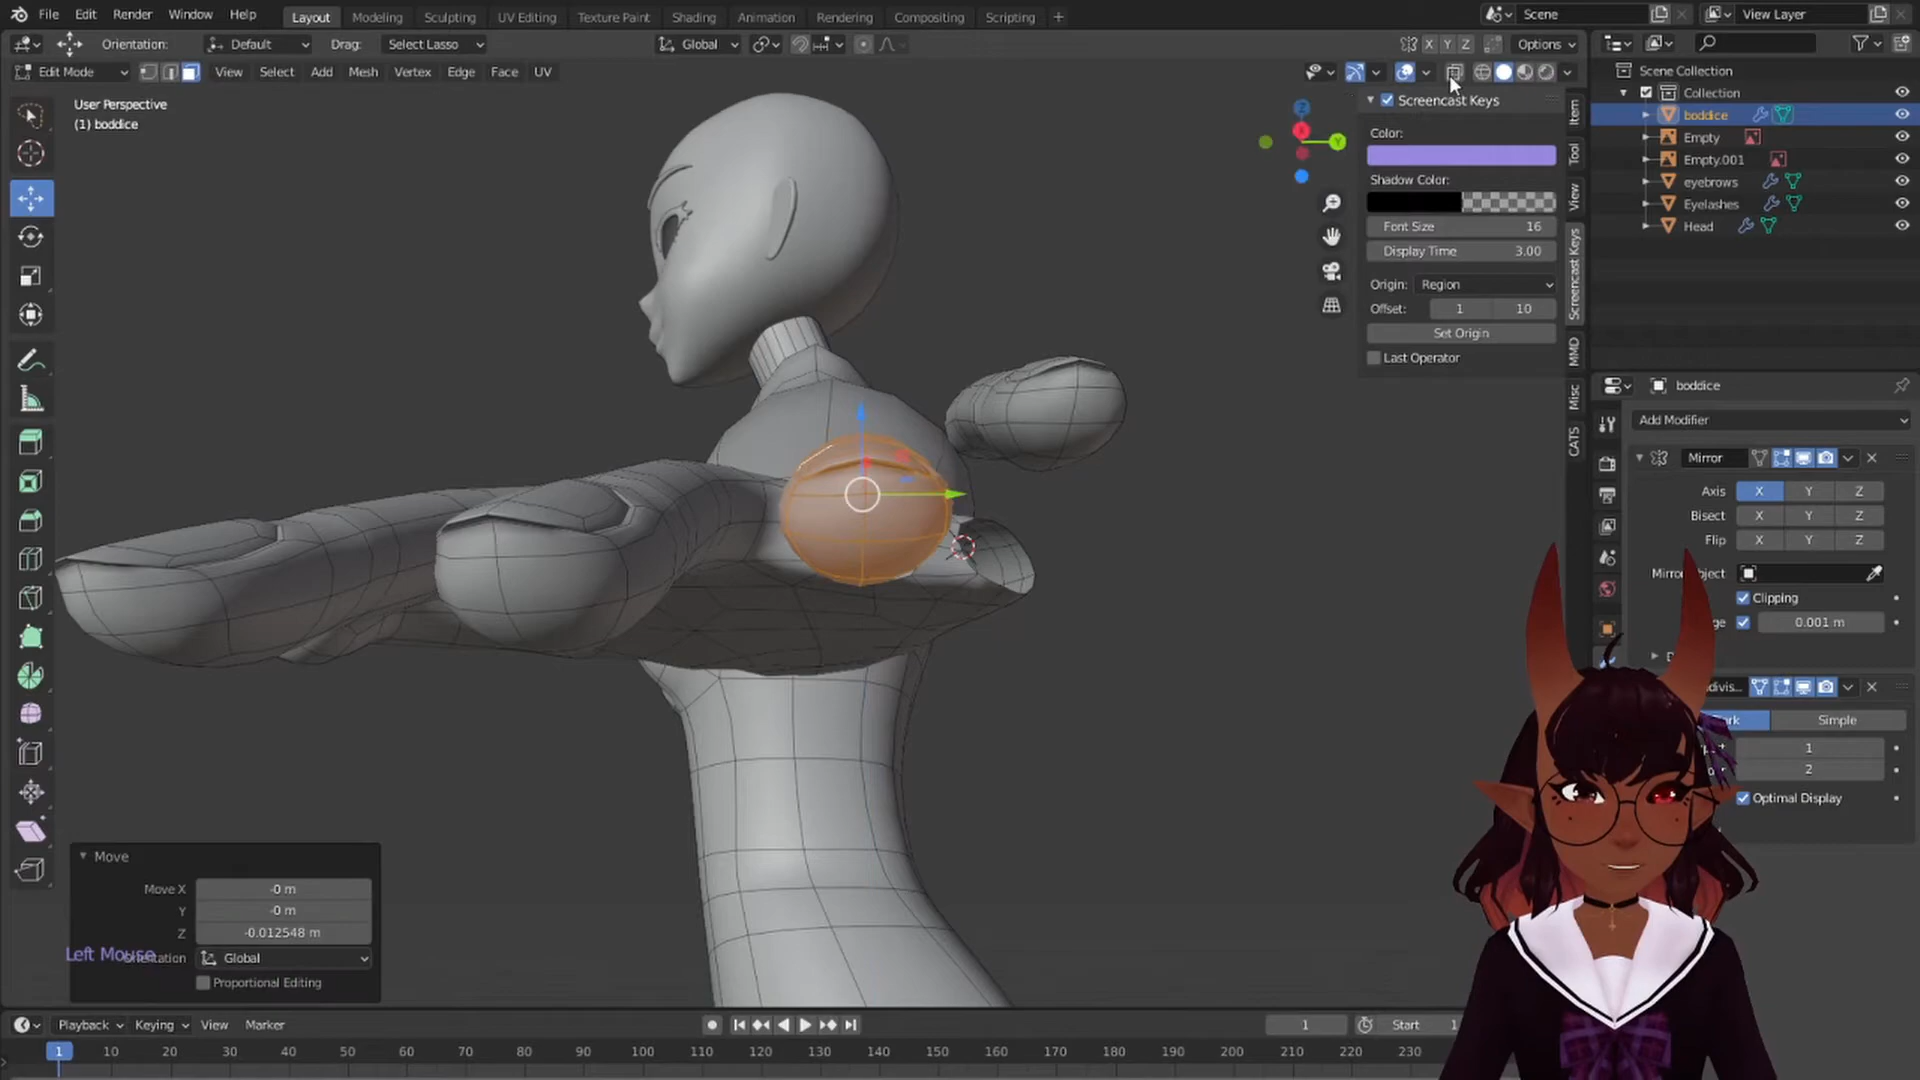 File Edit Render Window Help Layout Modeling Sculpting UV Editing Texture Paint Shading Animation Rendering Compositing Scripting + Scene View Layer
Orientation: Default Drag: Select Lasso Global X Y Z Options
Edit Mode View Select Add Mesh Vertex Edge Face UV
User Perspective
(1) boddice
Screencast Keys
Color:
Shadow Color:
Font Size 16
Display Time 3.00
Origin: Region
Offset: 1 10
Set Origin
Last Operator
Item
Tool
View
Screencast Keys
MMD
Misc
CATS
Z
Y
Scene Collection
Collection
boddice
Empty
Empty.001
eyebrows
Eyelashes
Head
boddice
Add Modifier
Mirror
Axis X Y Z
Bisect X Y Z
Flip X Y Z
Clipping
0.001 m
Simple
1
2
Optimal Display
Move
Move X -0 m
Y -0 m
Z -0.012548 m
Left Mouse
Global
Proportional Editing
Playback Keying View Marker 1 Start
1 10 20 30 40 50 60 70 80 90 100 110 120 130 140 150 160 170 180 190 200 210 220 230